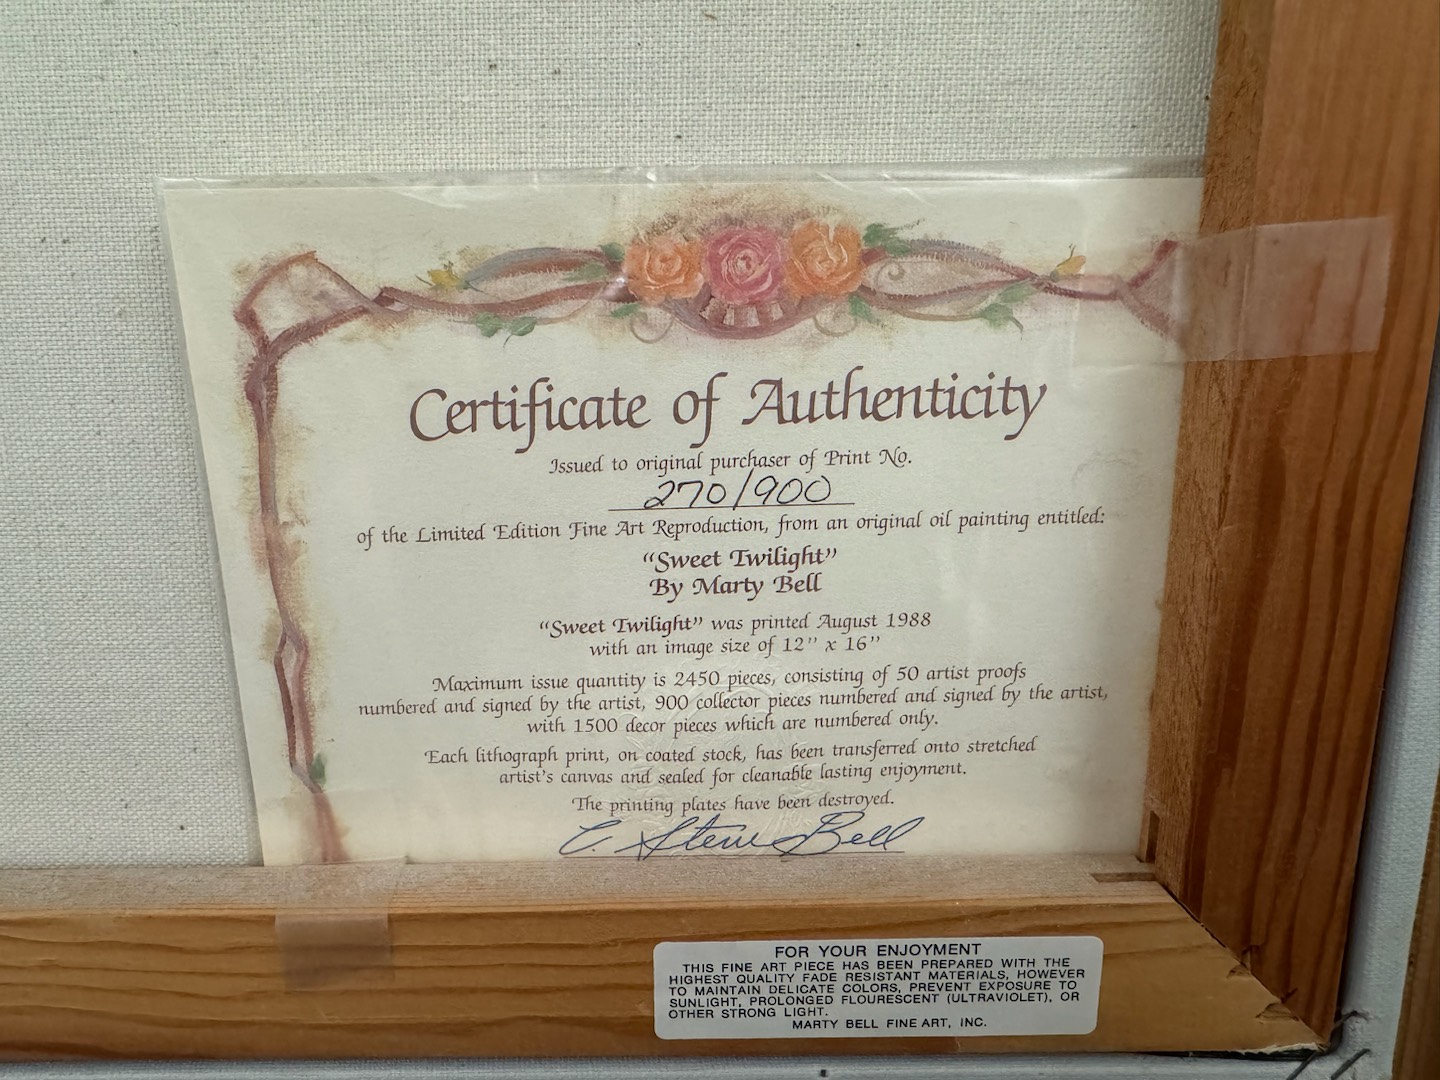 Certificate of Authenticity
Issued to original purchaser of Print No.
270/900
of the Limited Edition Fine Art Reproduction, from an original oil painting entitled:
"Sweet Twilight"
By Marty Bell
"Sweet Twilight" was printed August 1988
with an image size of 12" x 16"
Maximum issue quantity is 2450 pieces, consisting of 50 artist proofs
numbered and signed by the artist, 900 collector pieces numbered and signed by the artist,
with 1500 decor pieces which are numbered only.
Each lithograph print, on coated stock, has been transferred onto stretched
artist's canvas and sealed for cleanable lasting enjoyment.
The printing plates have been destroyed.
C. Steve Bell
FOR YOUR ENJOYMENT
THIS FINE ART PIECE HAS BEEN PREPARED WITH THE
HIGHEST QUALITY FADE RESISTANT MATERIALS, HOWEVER
TO MAINTAIN DELICATE COLORS, PREVENT EXPOSURE TO
SUNLIGHT, PROLONGED FLOURESCENT (ULTRAVIOLET), OR
OTHER STRONG LIGHT.
MARTY BELL FINE ART, INC.